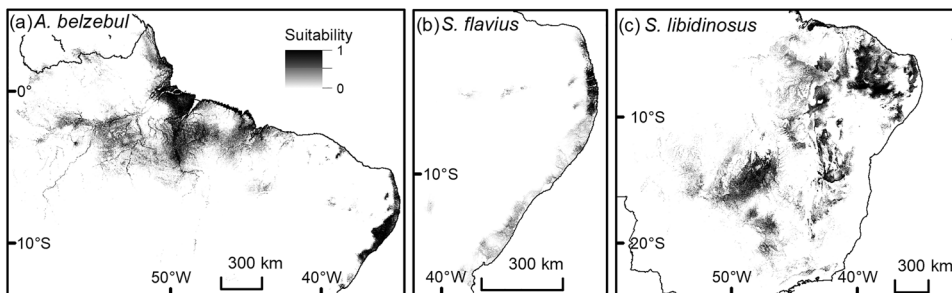 (a) A. belzebul
Suitability
1
0
0°
10°S
50°W
40°W
300 km
(b) S. flavius
10°S
40°W
300 km
(c) S. libidinosus
10°S
20°S
50°W
40°W
300 km